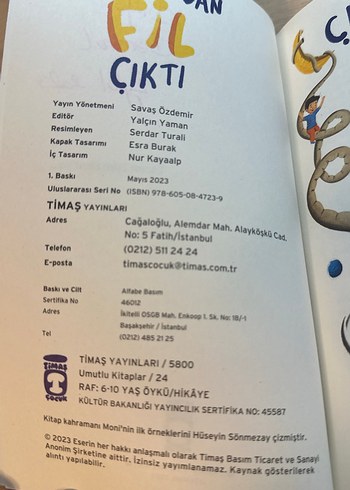 DAN
FİL
ÇIKTI
Yayın Yönetmeni Savaş Özdemir
Editör Yalçın Yaman
Resimleyen Serdar Turali
Kapak Tasarımı Esra Burak
İç Tasarım Nur Kayaalp
1. Baskı Mayıs 2023
Uluslararası Seri No (ISBN) 978-605-08-4723-9
TİMAŞ YAYINLARI
Adres Cağaloğlu, Alemdar Mah. Alayköşkü Cad.
No: 5 Fatih/İstanbul
Telefon (0212) 511 24 24
E-posta timascocuk@timas.com.tr
Baskı ve Cilt Alfabe Basım
Sertifika No 46012
Adres İkitelli OSGB Mah. Enkoop 1. Sk. No: 18/-1
Başakşehir / İstanbul
Tel (0212) 485 21 25
TİMAŞ
ÇOCUK
TİMAŞ YAYINLARI / 5800
Umutlu Kitaplar / 24
RAF: 6-10 YAŞ ÖYKÜ/HİKÂYE
KÜLTÜR BAKANLIĞI YAYINCILIK SERTİFİKA NO: 45587
Kitap kahramanı Moni'nin ilk örneklerini Hüseyin Sönmezay çizmiştir.
© 2023 Eserin her hakkı anlaşmalı olarak Timaş Basım Ticaret ve Sanayi
Anonim Şirketine aittir. İzinsiz yayımlanamaz. Kaynak gösterilerek
alıntı yapılabilir.